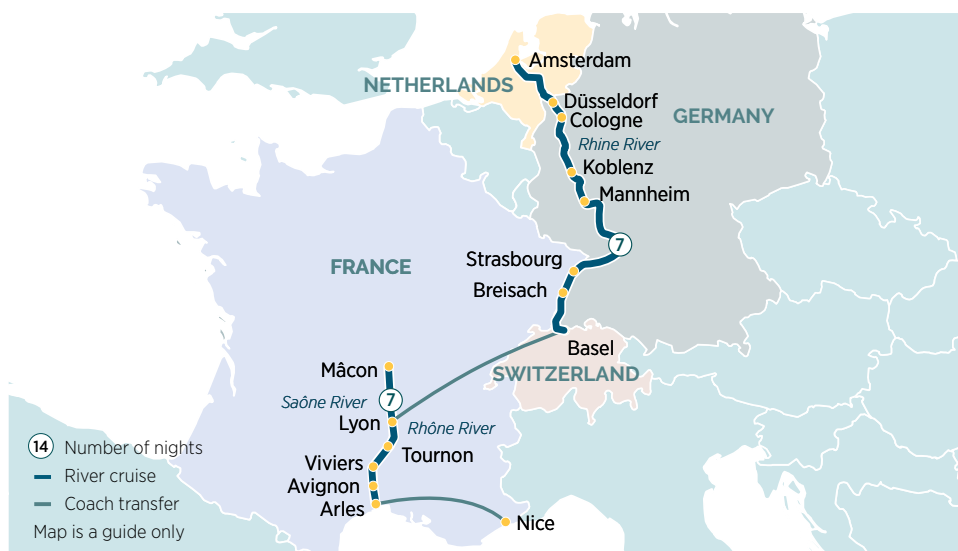 Amsterdam
NETHERLANDS
Düsseldorf
GERMANY
Cologne
Rhine River
Koblenz
Mannheim
7
Strasbourg
FRANCE
Breisach
Basel
Mâcon
SWITZERLAND
7
Saône River
Lyon
Rhône River
Tournon
Viviers
Avignon
Arles
Nice
14 Number of nights
River cruise
Coach transfer
Map is a guide only